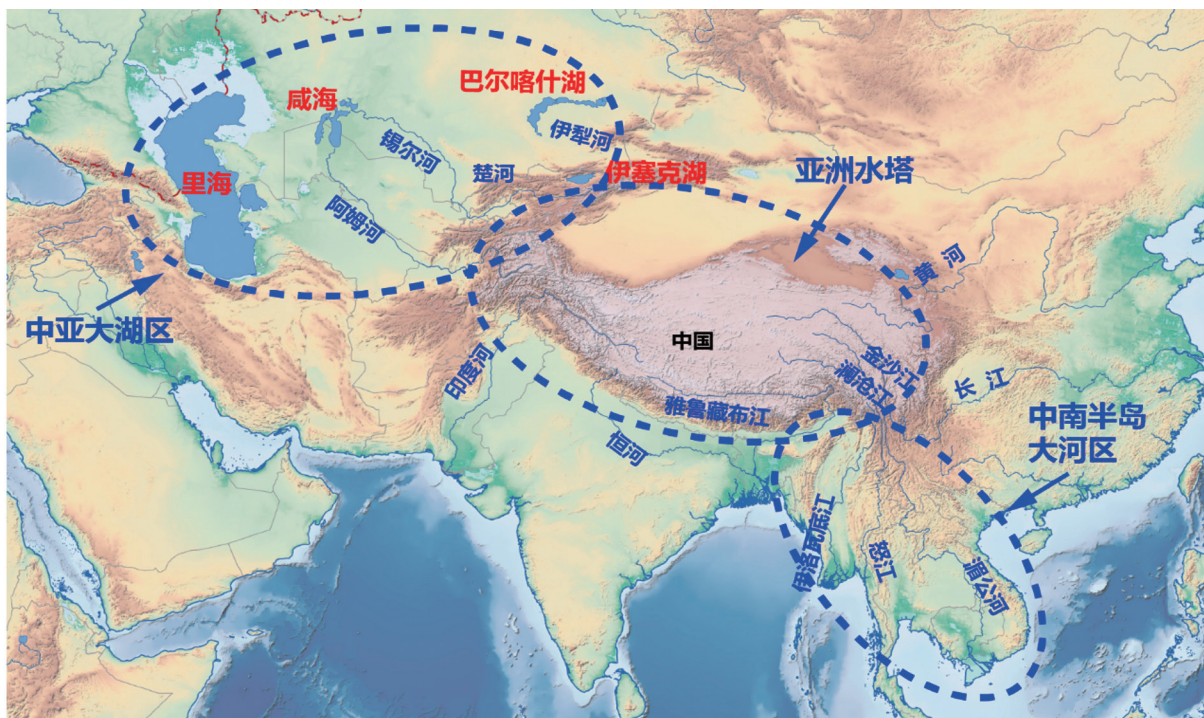 巴尔喀什湖
咸海
伊犁河
锡尔河
楚河
伊塞克湖
亚洲水塔
里海
阿姆河
黄河
中亚大湖区
中国
印度河
金沙江
澜沧江
长江
雅鲁藏布江
恒河
中南半岛
大河区
伊洛瓦底江
怒江
湄公河